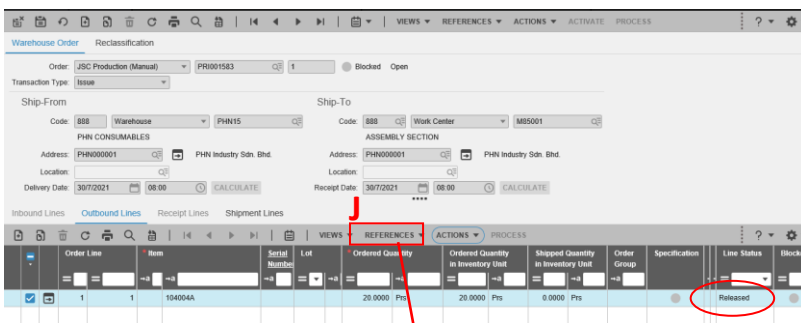 VIEWS REFERENCES ACTIONS ACTIVATE PROCESS ?
Warehouse Order Reclassification
Order: JSC Production (Manual) PRI001583 1 Blocked Open
Transaction Type: Issue
Ship-From Ship-To
Code: 888 Warehouse PHN15 Code: 888 Work Center M05001
PHN CONSUMABLES ASSEMBLY SECTION
Address: PHN000001 PHN Industry Sdn. Bhd. Address: PHN000001 PHN Industry Sdn. Bhd.
Location: Location:
Delivery Date: 30/7/2021 08:00 CALCULATE Receipt Date: 30/7/2021 08:00 CALCULATE
J
Inbound Lines Outbound Lines Receipt Lines Shipment Lines
VIEWS REFERENCES ACTIONS PROCESS ?
Order Line *Item Serial Number Lot *Ordered Quantity Ordered Quantity in Inventory Unit Shipped Quantity in Inventory Unit Order Group Specification Line Status Block
1 1 104004A 20.0000 Prs 20.0000 Prs 0.0000 Prs Released